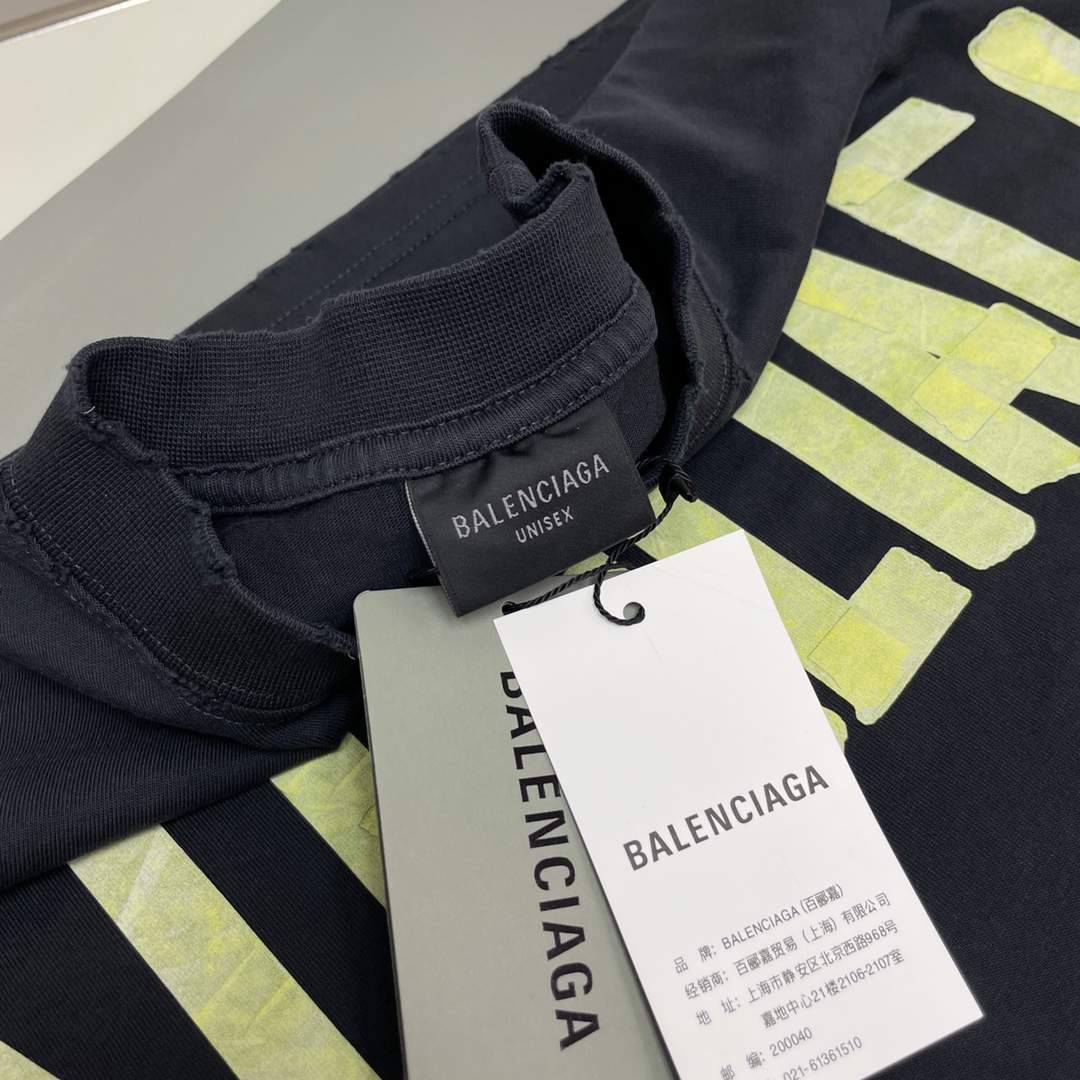 BALENCIAGA
UNISEX
BALENCIAGA
BALENCIAGA
品 牌: BALENCIAGA (百郦嘉)
经销商: 百郦嘉贸易（上海）有限公司
地 址: 上海市静安区北京西路968号
嘉地中心21楼2106-2107室
邮 编: 200040
021-61361510